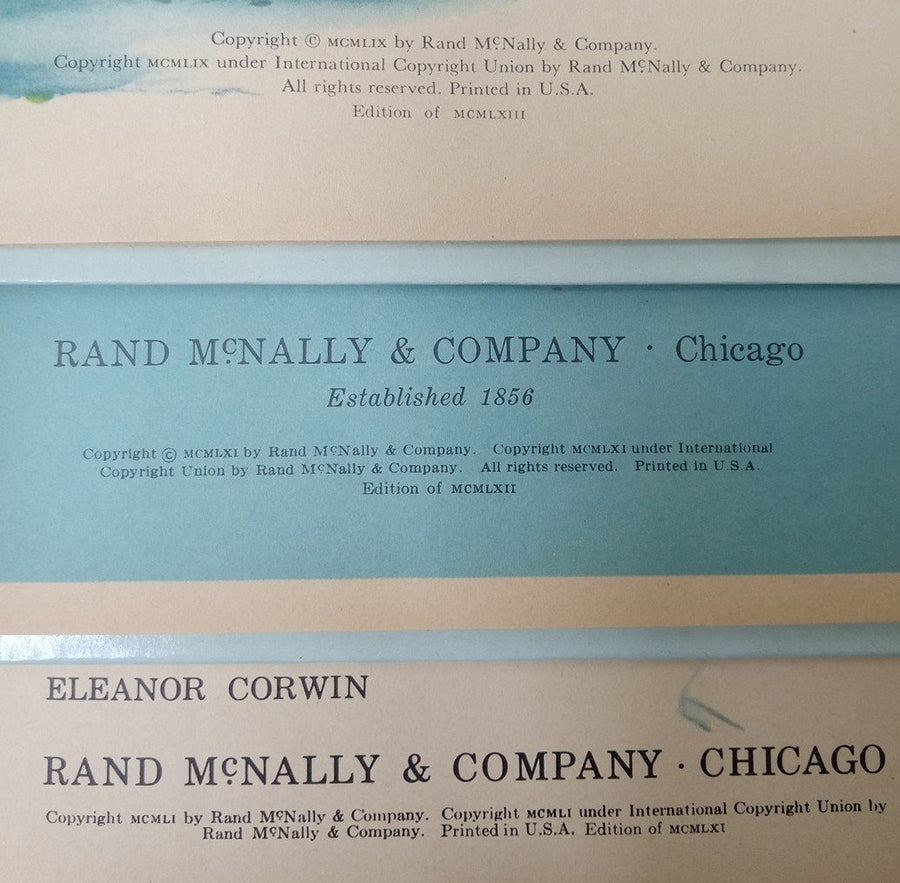 Copyright © MCMLIX by Rand McNally & Company.
Copyright MCMLIX under International Copyright Union by Rand McNally & Company.
All rights reserved. Printed in U.S.A.
Edition of MCMLXIII
RAND McNALLY & COMPANY · Chicago
Established 1856
Copyright © MCMLXI by Rand McNally & Company. Copyright MCMLXI under International
Copyright Union by Rand McNally & Company. All rights reserved. Printed in U.S.A.
Edition of MCMLXII
ELEANOR CORWIN
RAND McNALLY & COMPANY · CHICAGO
Copyright MCMLI by Rand McNally & Company. Copyright MCMLI under International Copyright Union by
Rand McNally & Company. Printed in U.S.A. Edition of MCMLXI